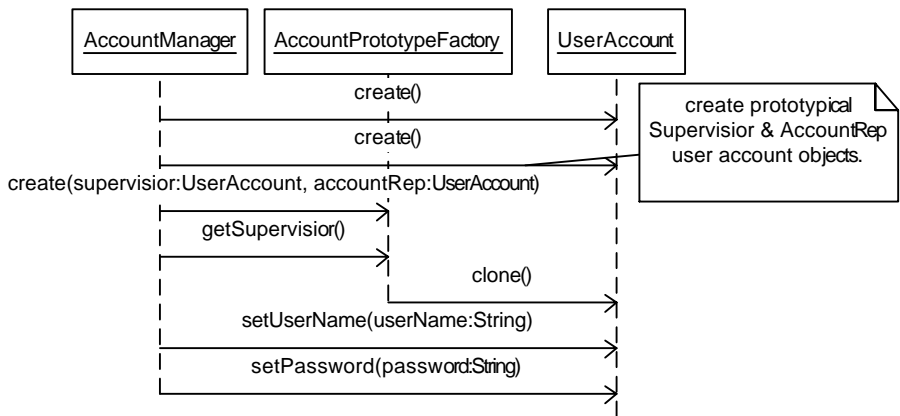 AccountManager
AccountPrototypeFactory
UserAccount
create()
create prototypical
Supervisior & AccountRep
user account objects.
create()
create(supervisior:UserAccount, accountRep:UserAccount)
getSupervisior()
clone()
setUserName(userName:String)
setPassword(password:String)